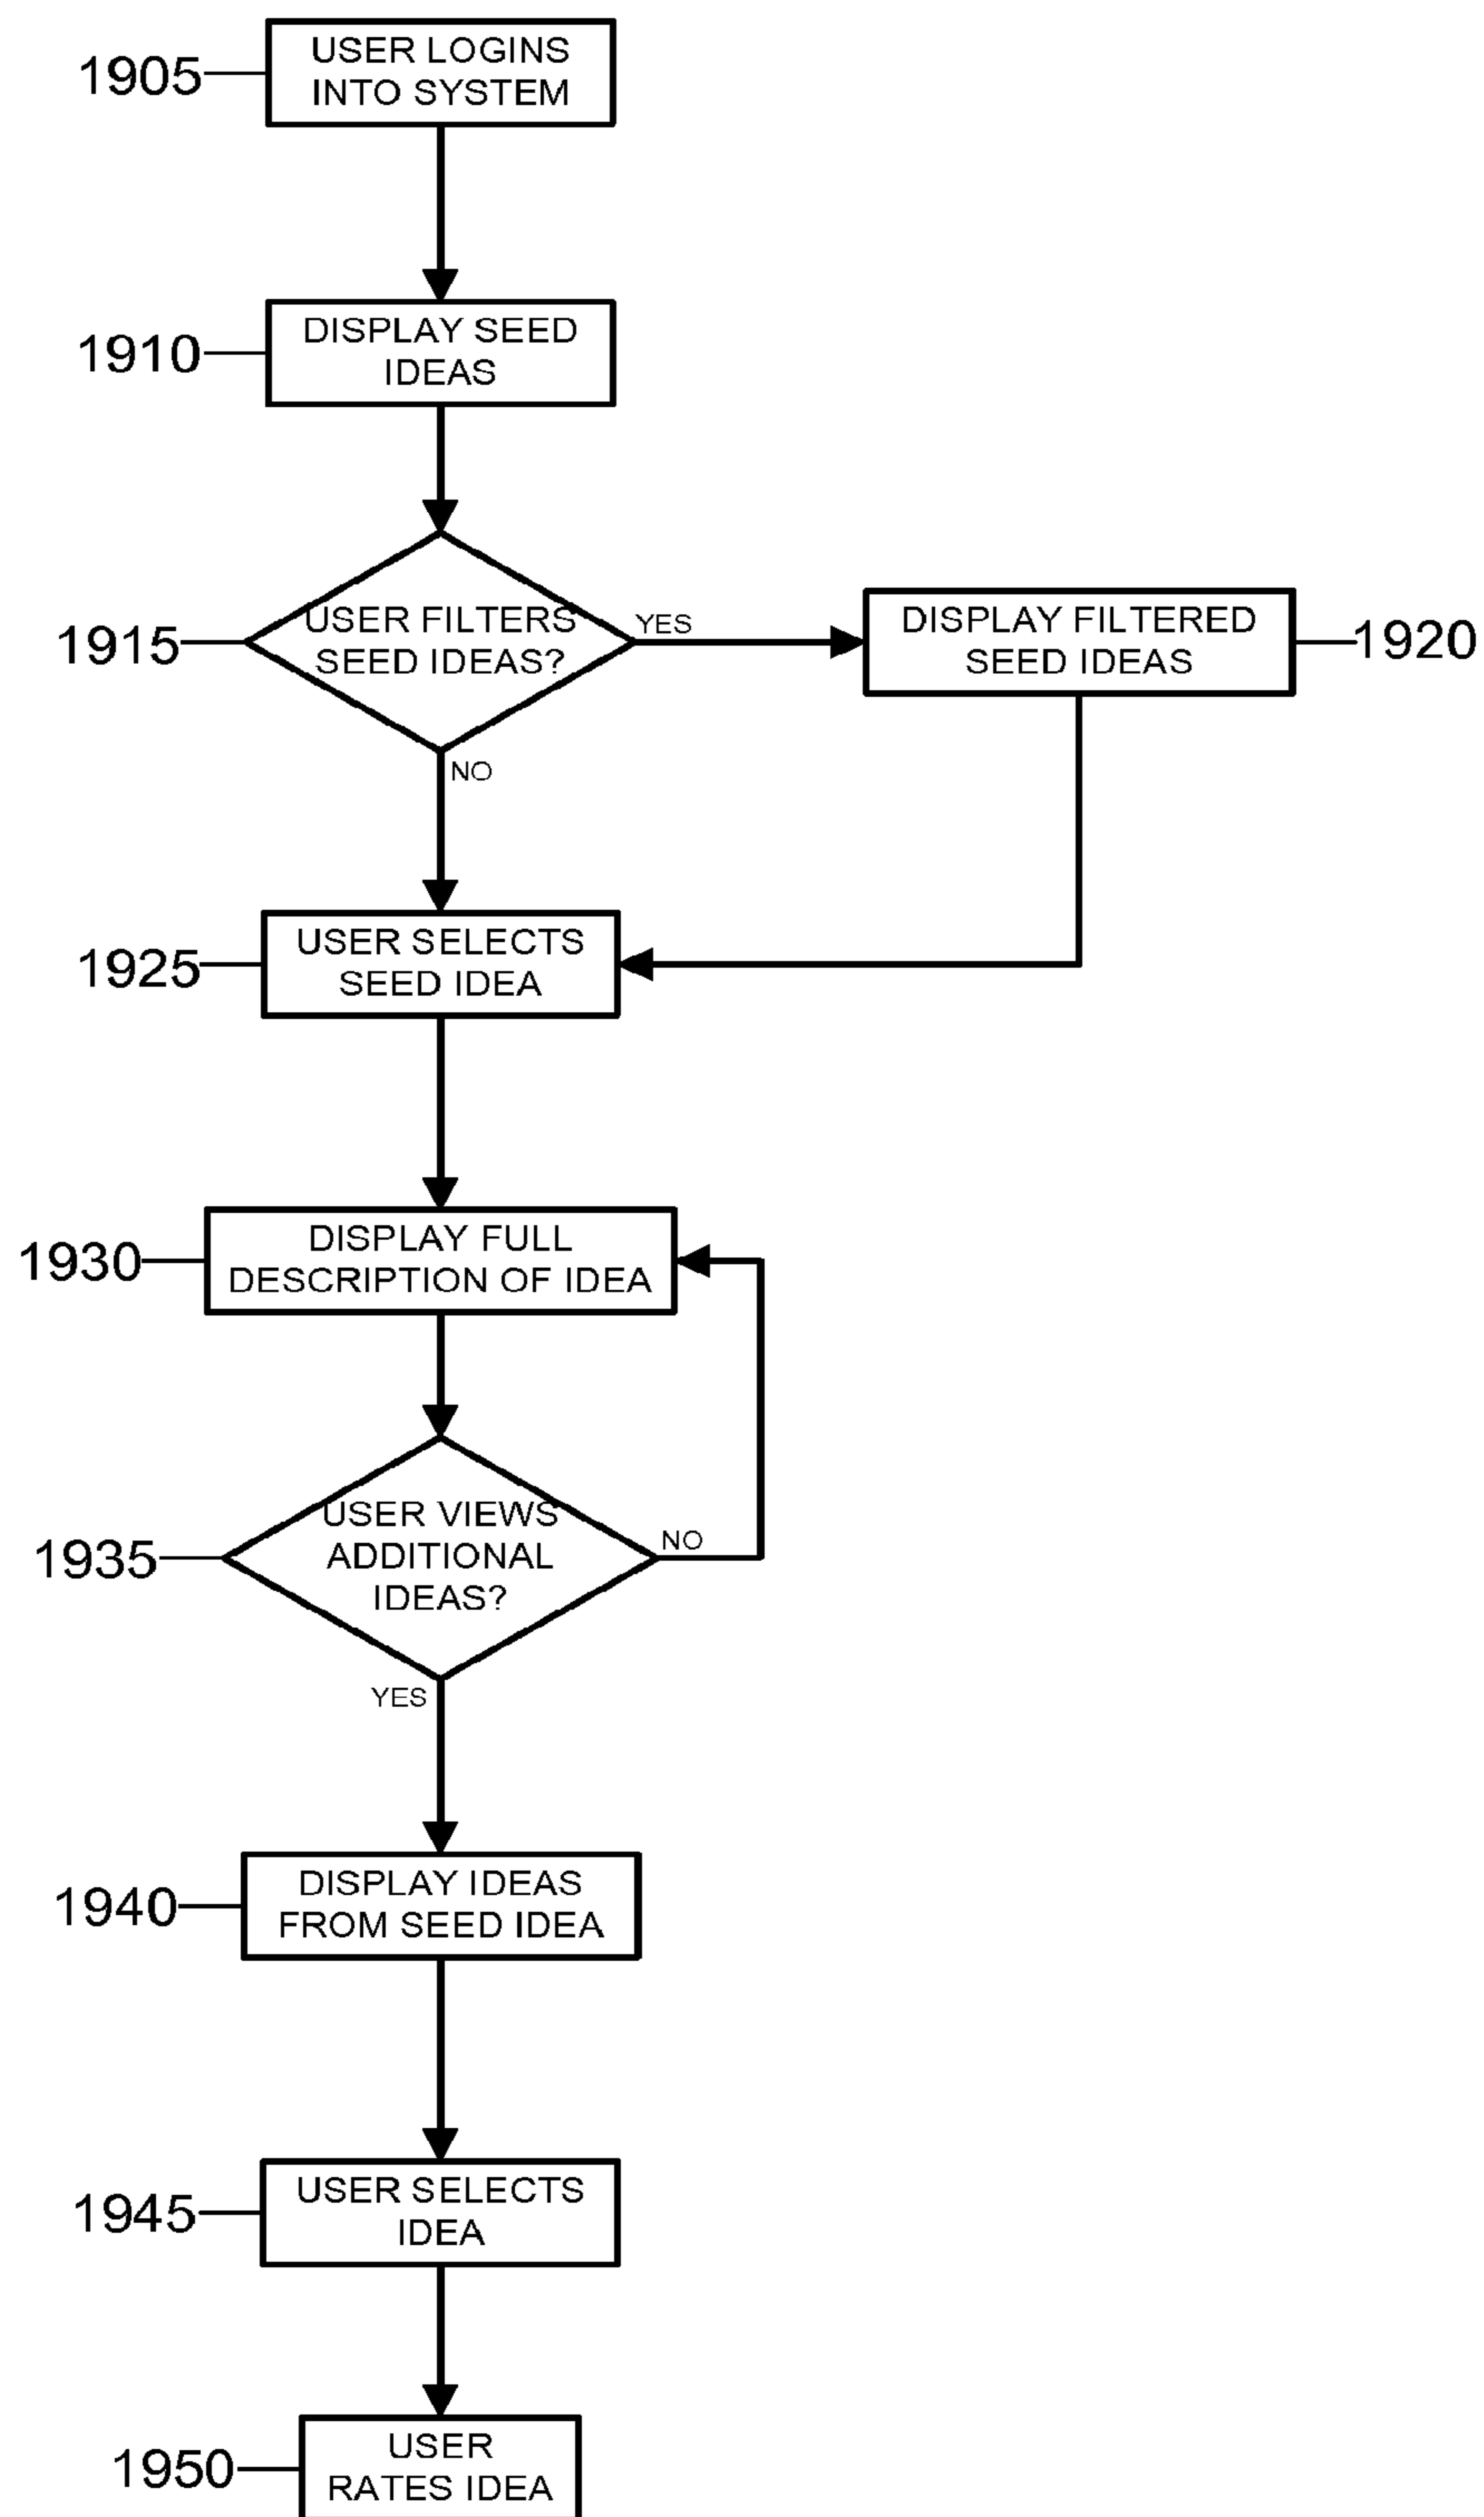 1905
USER LOGINS
INTO SYSTEM
1910
DISPLAY SEED
IDEAS
1915
USER FILTERS
SEED IDEAS?
YES
DISPLAY FILTERED
SEED IDEAS
1920
NO
1925
USER SELECTS
SEED IDEA
1930
DISPLAY FULL
DESCRIPTION OF IDEA
1935
USER VIEWS
ADDITIONAL
IDEAS?
NO
YES
1940
DISPLAY IDEAS
FROM SEED IDEA
1945
USER SELECTS
IDEA
1950
USER
RATES IDEA